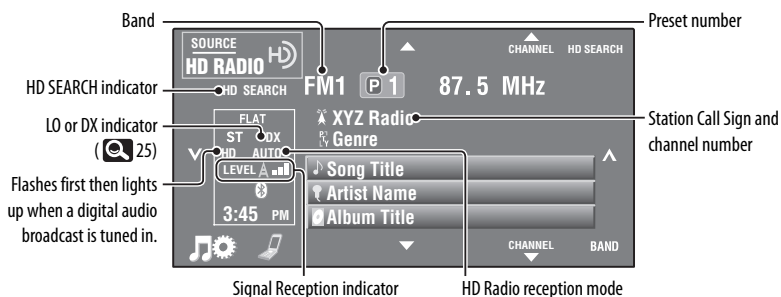 Band
Preset number
SOURCE
HD RADIO HD
CHANNEL HD SEARCH
HD SEARCH indicator
HD SEARCH
FM1 P 1 87.5 MHz
LO or DX indicator
( 25)
FLAT
ST DX
HD AUTO
LEVEL
XYZ Radio
PTY Genre
Station Call Sign and
channel number
Flashes first then lights
up when a digital audio
broadcast is tuned in.
Song Title
Artist Name
Album Title
3:45 PM
CHANNEL BAND
Signal Reception indicator
HD Radio reception mode